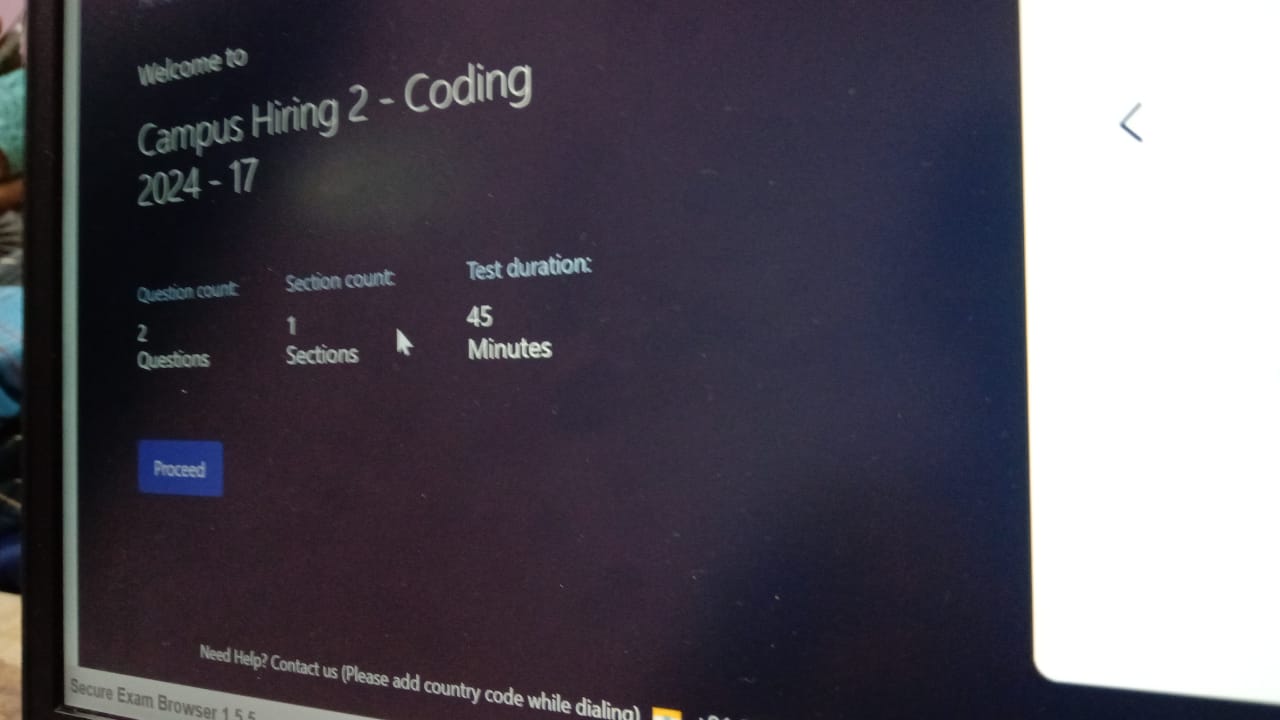 Welcome to
Campus Hiring 2 - Coding
2024 - 17
Question count:
2
Questions
Section count:
1
Sections
Test duration:
45
Minutes
Proceed
Need Help? Contact us (Please add country code while dialing)
Secure Exam Browser 1.5.5